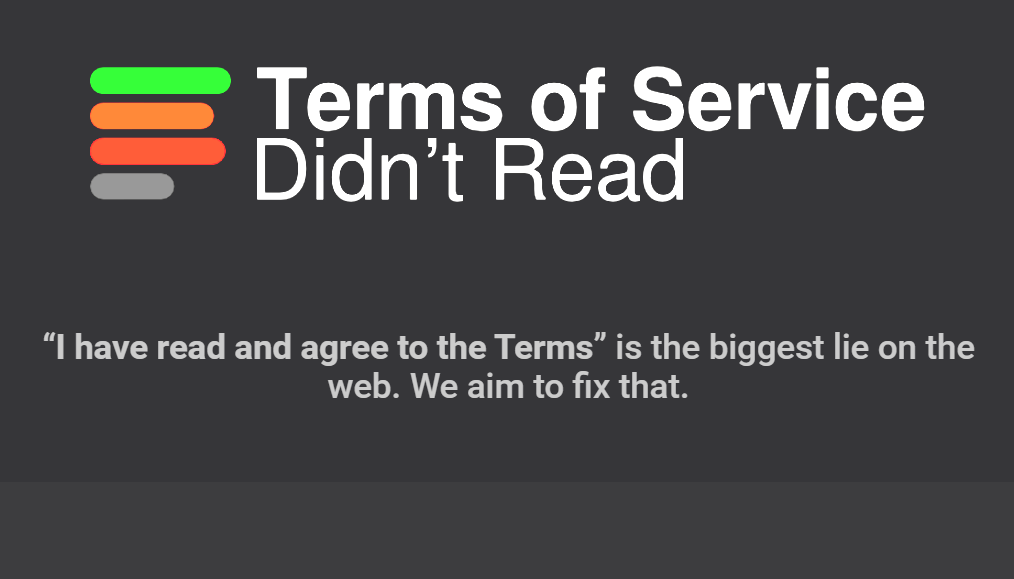 Terms of Service
Didn’t Read
“I have read and agree to the Terms” is the biggest lie on the
web. We aim to fix that.